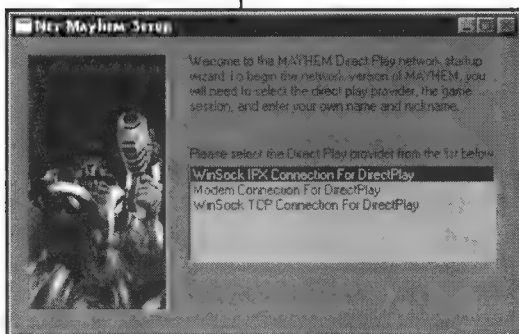 Net Mayhem Setup
Welcome to the MAYHEM Direct Play network startup
wizard. To begin the network version of MAYHEM, you
will need to select the direct play provider, the game
session, and enter your own name and nickname.
Please select the Direct Play provider from the list below
WinSock IPX Connection For DirectPlay
Modem Connection For DirectPlay
WinSock TCP Connection For DirectPlay